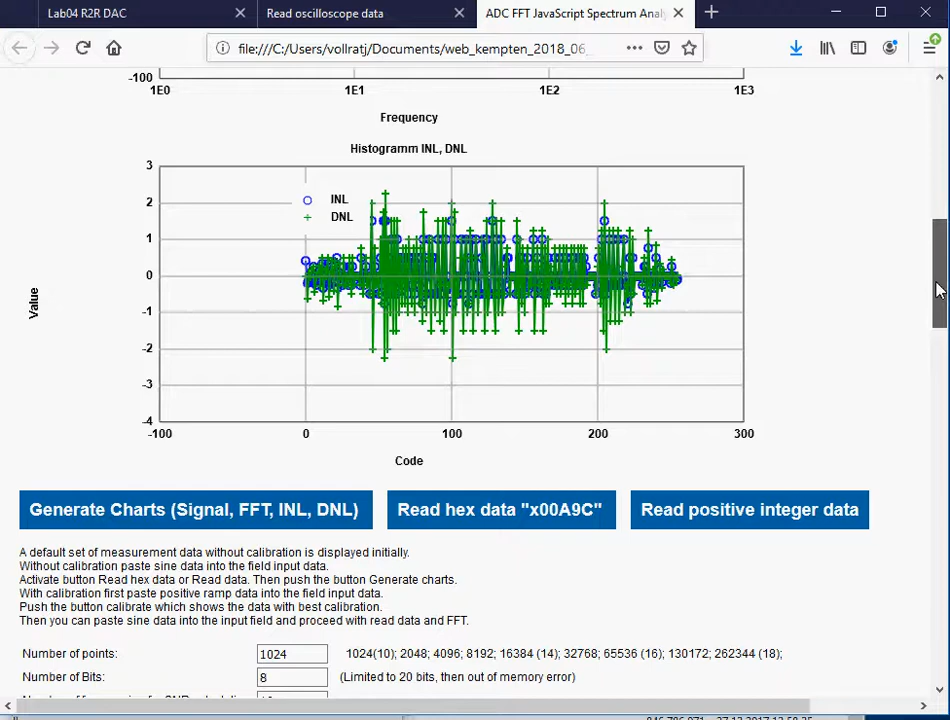 Lab04 R2R DAC
Read oscilloscope data
ADC FFT JavaScript Spectrum Analy
file:///C:/Users/vollratj/Documents/web_kempten_2018_06_
-100
1E0 1E1 1E2 1E3
Frequency
Histogramm INL, DNL
3
2
1
0
-1
-2
-3
-4
INL
DNL
Value
-100 0 100 200 300
Code
Generate Charts (Signal, FFT, INL, DNL) Read hex data "x00A9C" Read positive integer data
A default set of measurement data without calibration is displayed initially.
Without calibration paste sine data into the field input data.
Activate button Read hex data or Read data. Then push the button Generate charts.
With calibration first paste positive ramp data into the field input data.
Push the button calibrate which shows the data with best calibration.
Then you can paste sine data into the input field and proceed with read data and FFT.
Number of points: 1024 1024(10); 2048; 4096; 8192; 16384 (14); 32768; 65536 (16); 130172; 262344 (18);
Number of Bits: 8 (Limited to 20 bits, then out of memory error)